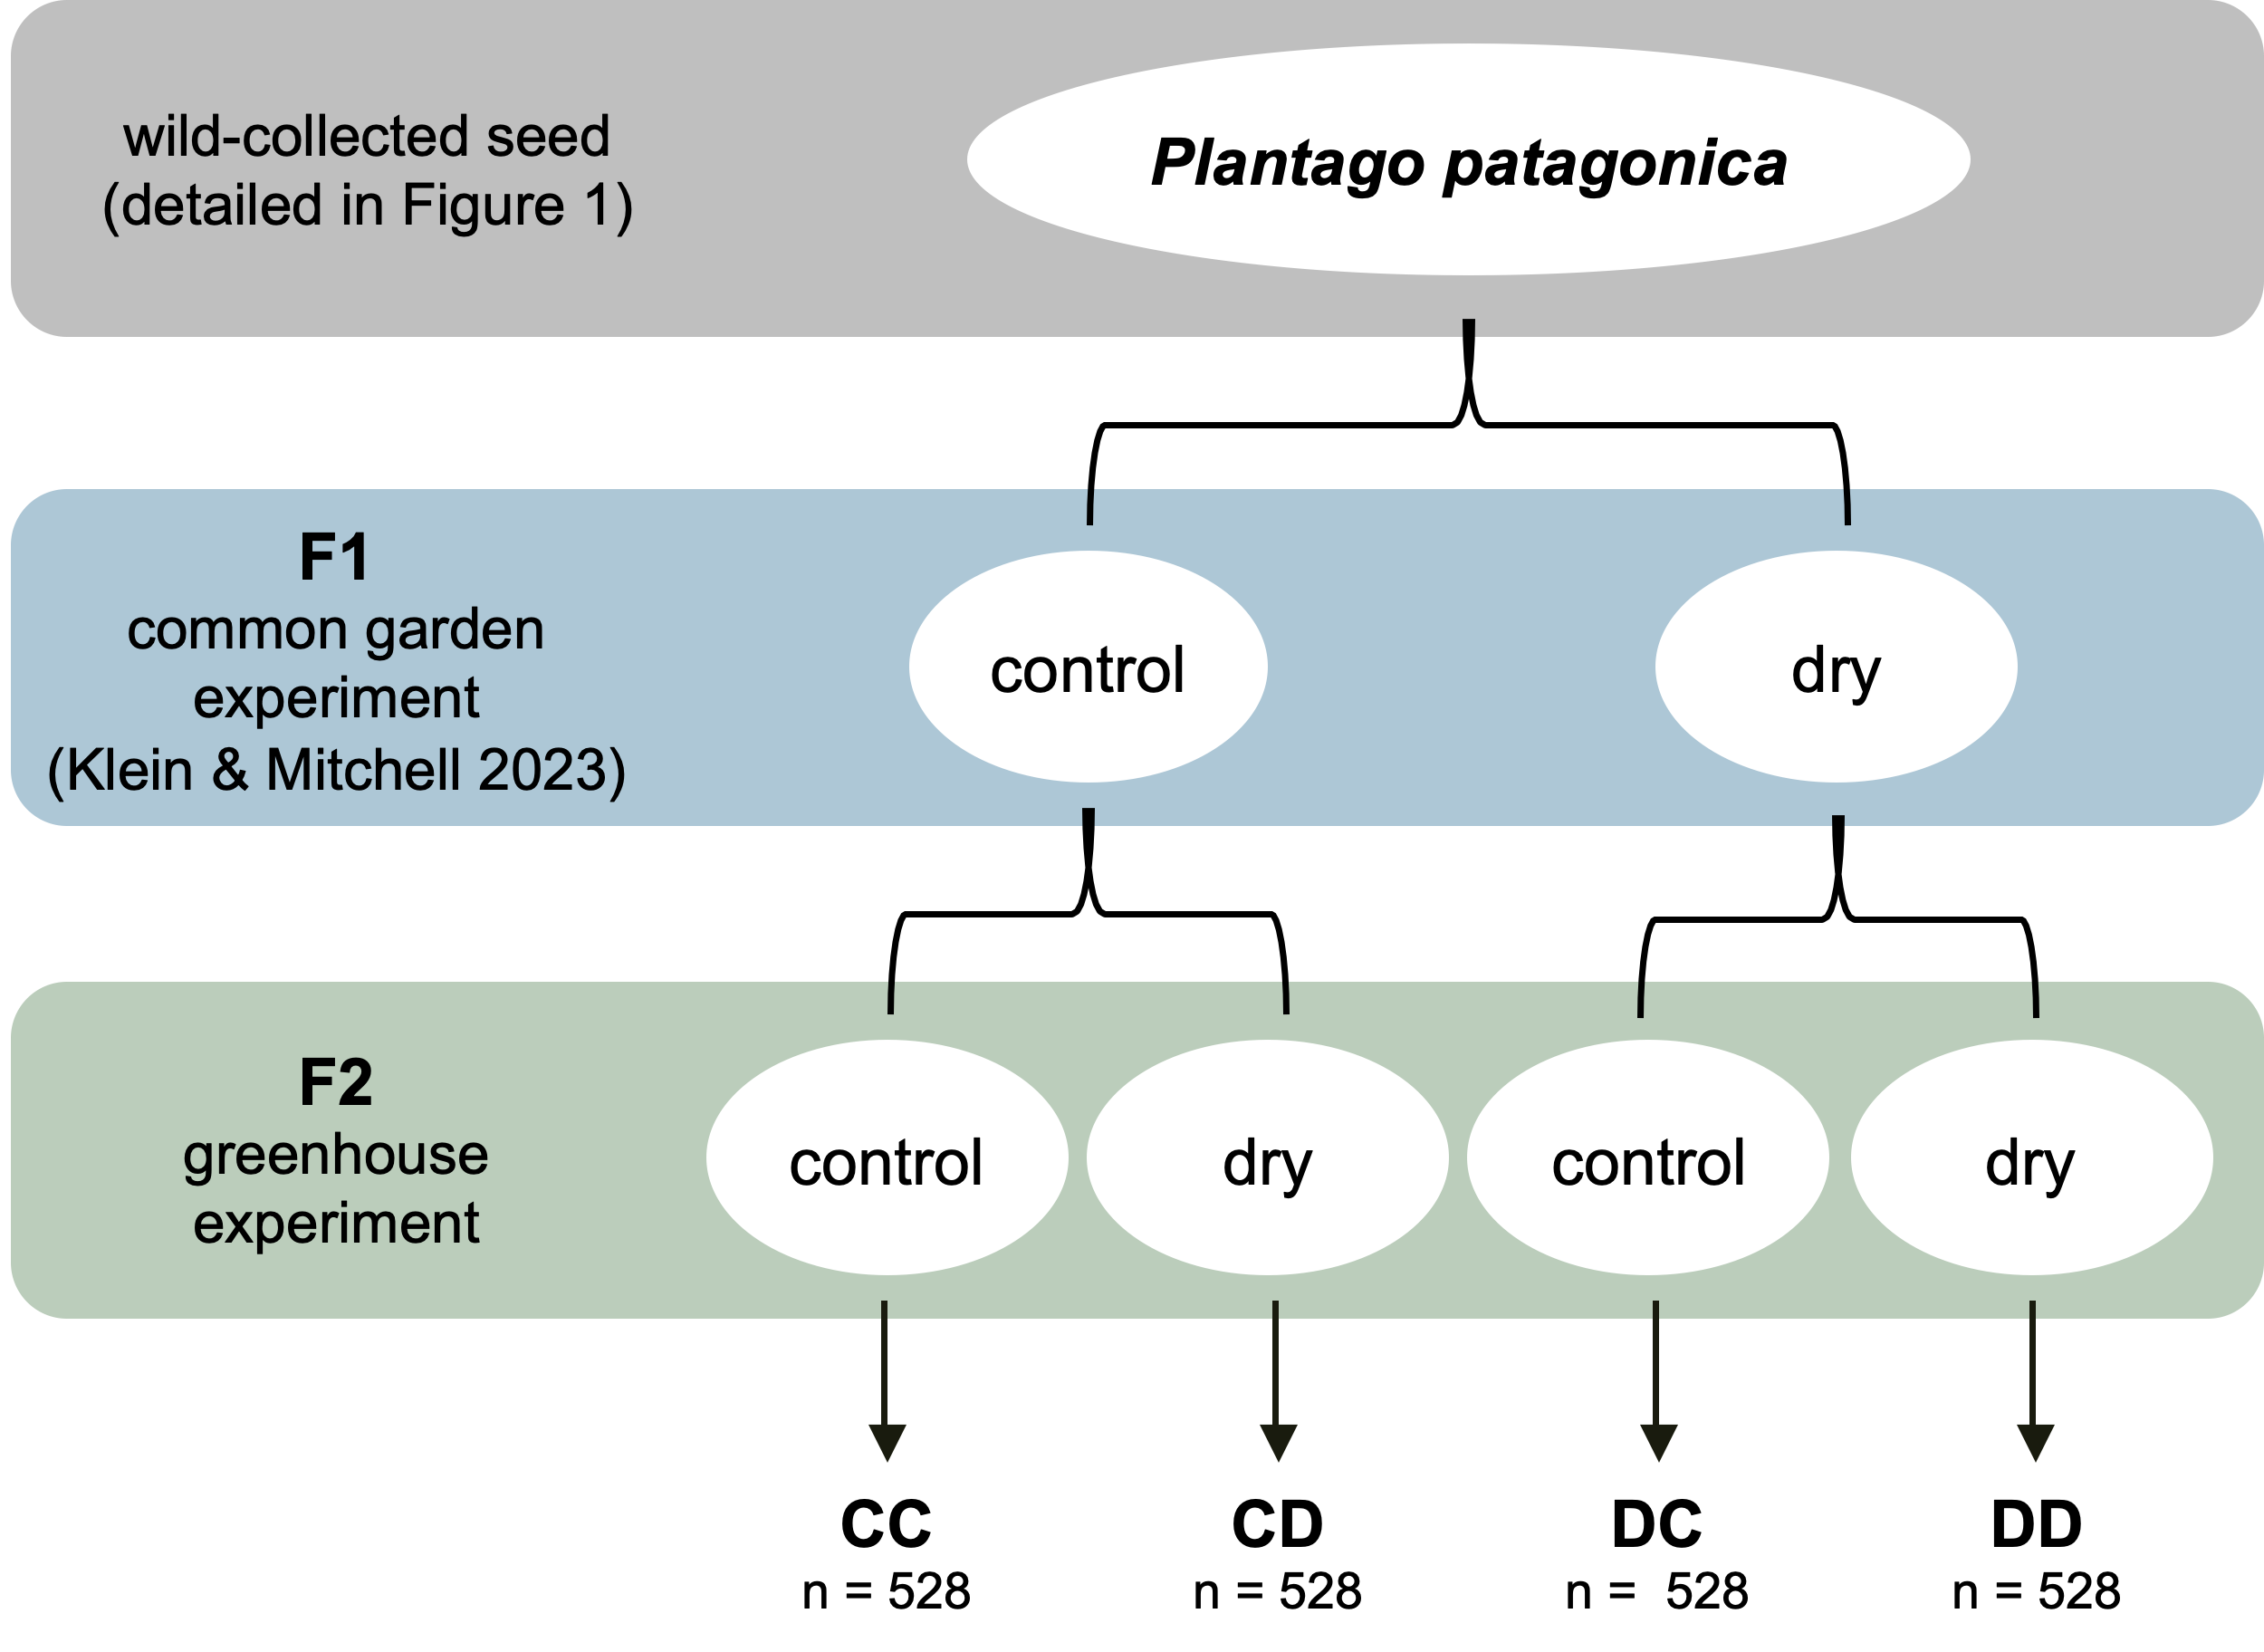 wild-collected seed
(detailed in Figure 1)
Plantago patagonica
F1
common garden
experiment
(Klein & Mitchell 2023)
control
dry
F2
greenhouse
experiment
control
dry
control
dry
CC
n = 528
CD
n = 528
DC
n = 528
DD
n = 528